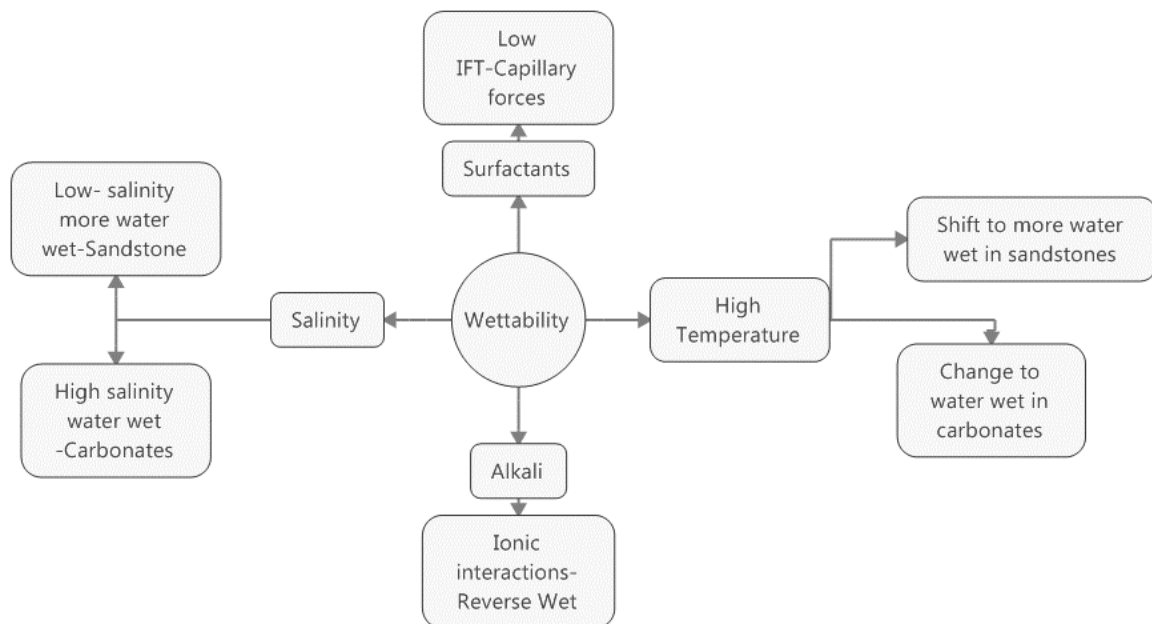 Low
IFT-Capillary
forces
Surfactants
Low- salinity
more water
wet-Sandstone
Shift to more water
wet in sandstones
Salinity
Wettability
High
Temperature
High salinity
water wet
-Carbonates
Change to
water wet in
carbonates
Alkali
Ionic
interactions-
Reverse Wet